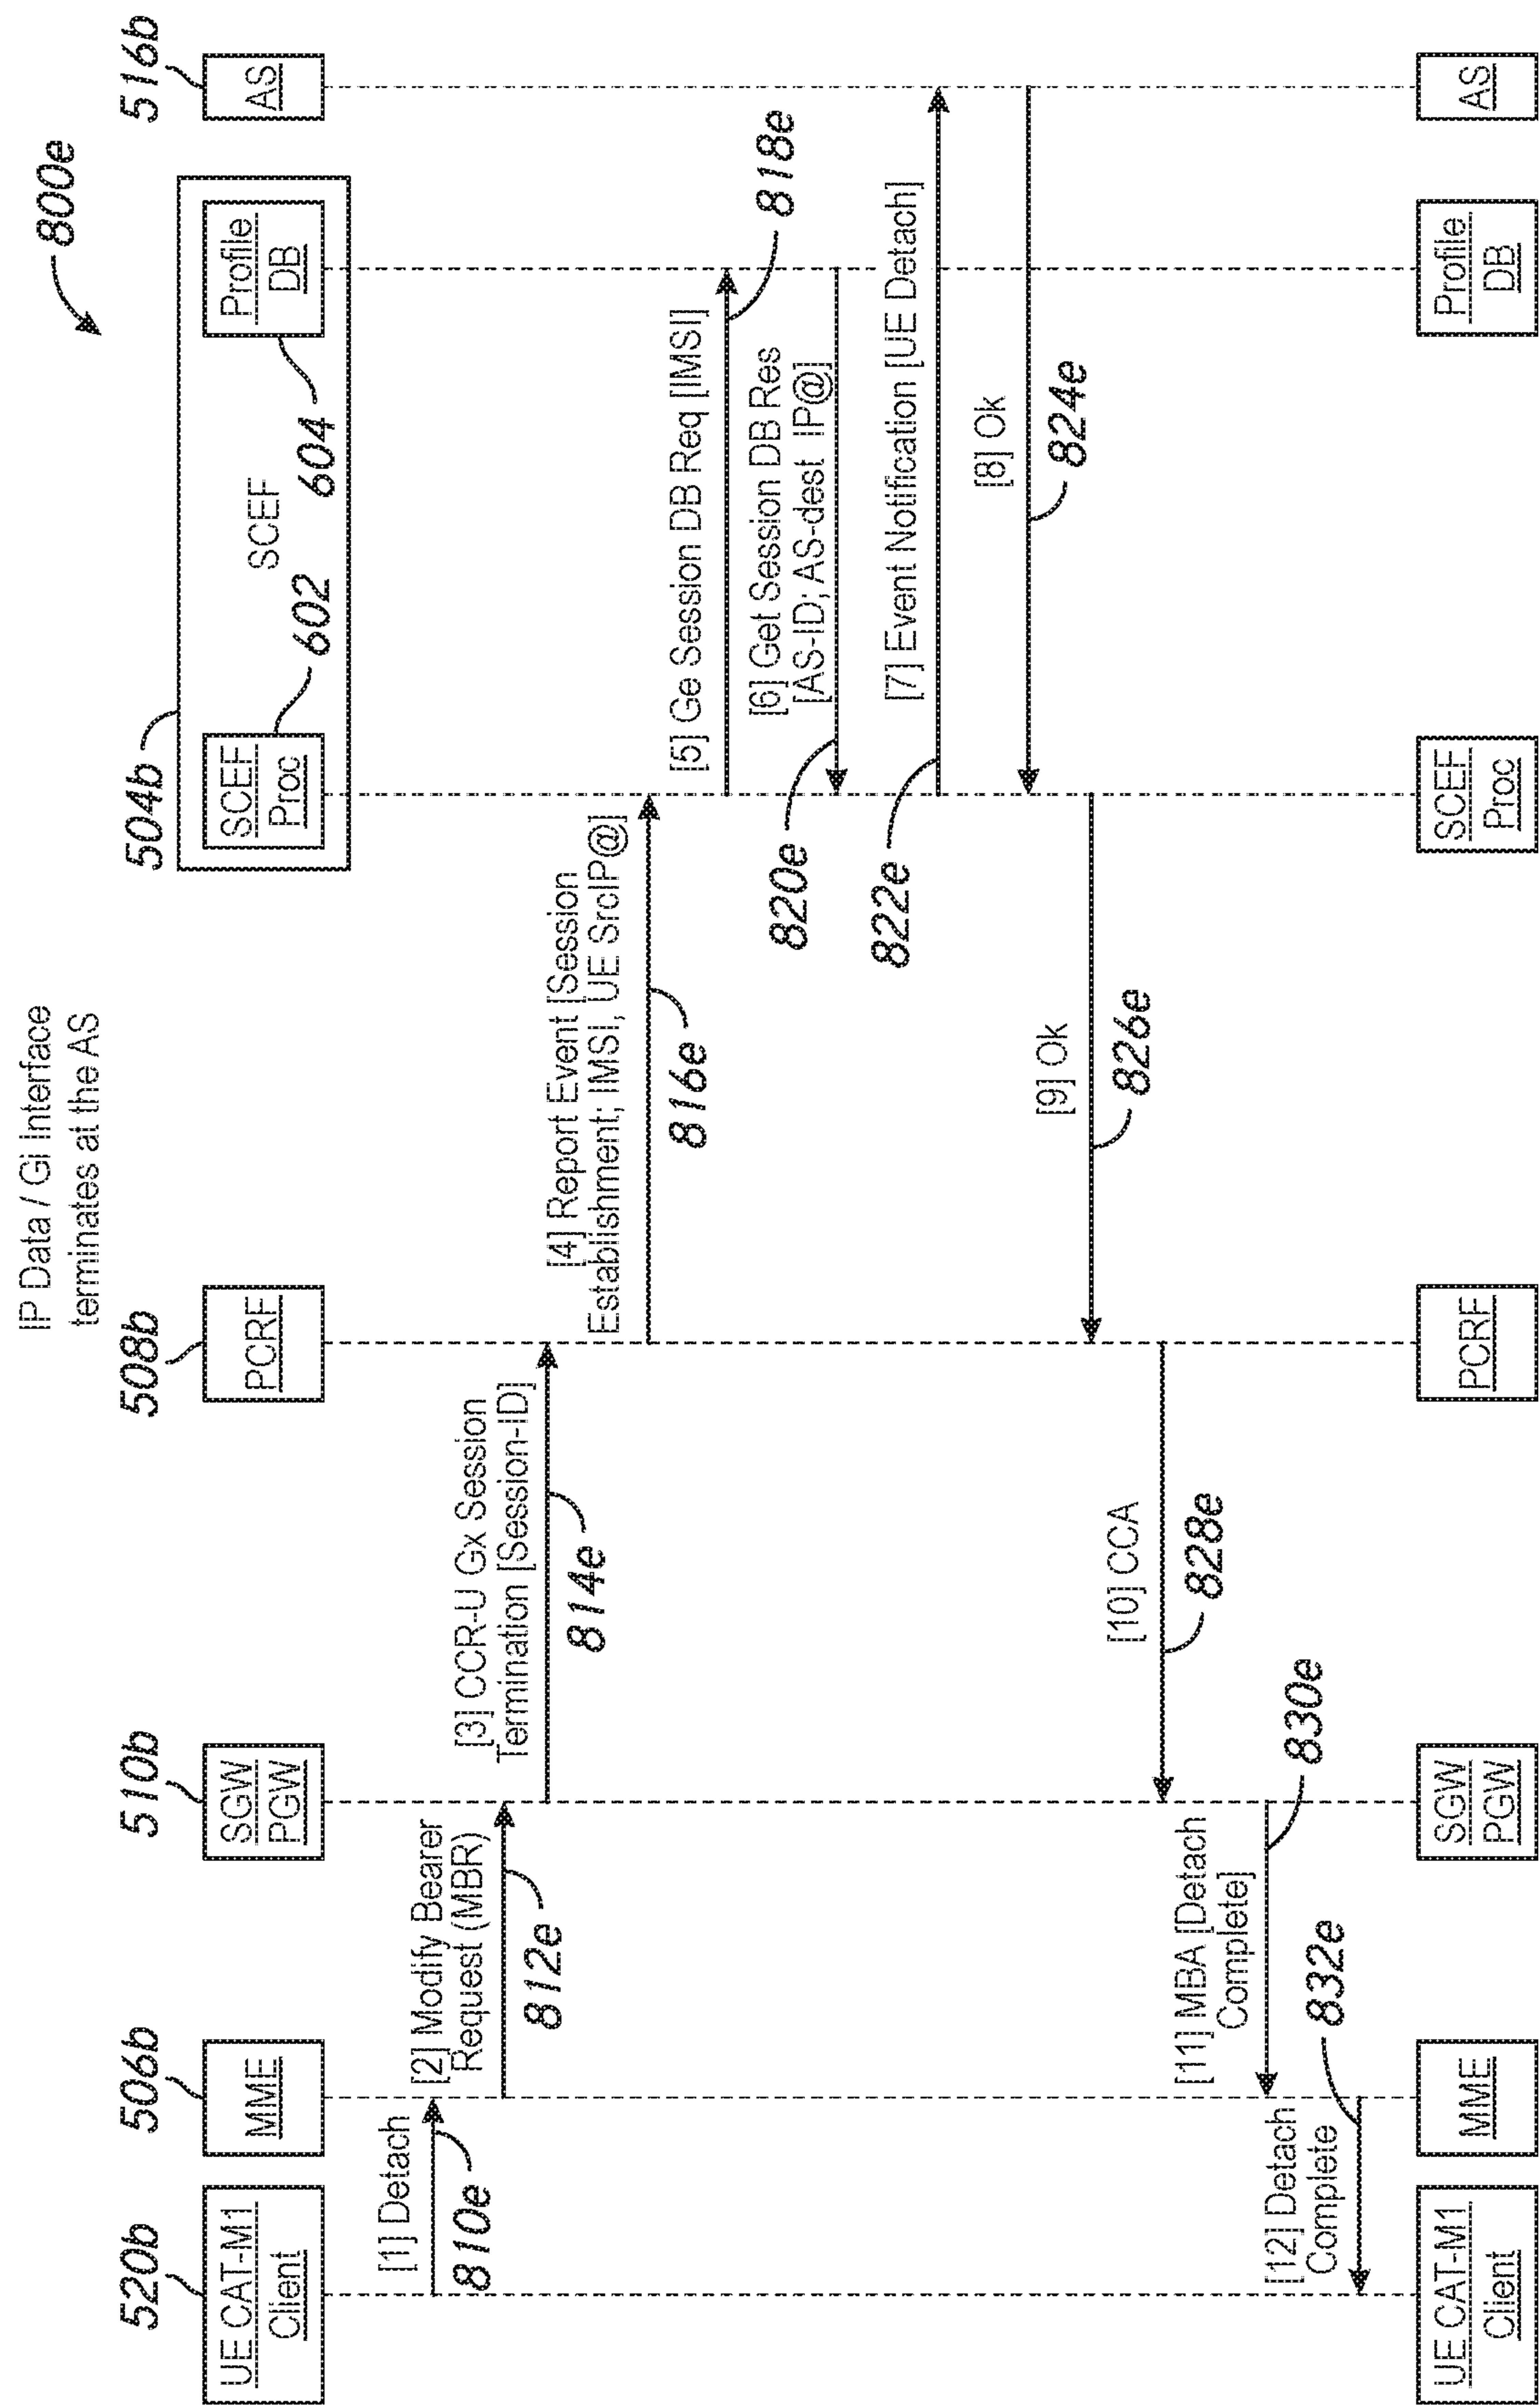 IP Data / Gi Interface
terminates at the AS
800e
520b
506b
510b
508b
504b
516b
UE CAT-M1
Client
MME
SGW
PGW
PCRF
SCEF
Proc
602
SCEF
604
Profile
DB
AS
[1] Detach
810e
[2] Modify Bearer
Request (MBR)
812e
[3] CCR-U Gx Session
Termination [Session-ID]
814e
[4] Report Event [Session
Establishment; IMSI, UE SrcIP@]
816e
[5] Ge Session DB Req [IMSI]
818e
[6] Get Session DB Res
[AS-ID; AS-dest IP@]
820e
[7] Event Notification [UE Detach]
822e
[8] Ok
824e
[9] Ok
826e
[10] CCA
828e
[11] MBA [Detach
Complete]
830e
[12] Detach
Complete
832e
UE CAT-M1
Client
MME
SGW
PGW
PCRF
SCEF
Proc
Profile
DB
AS